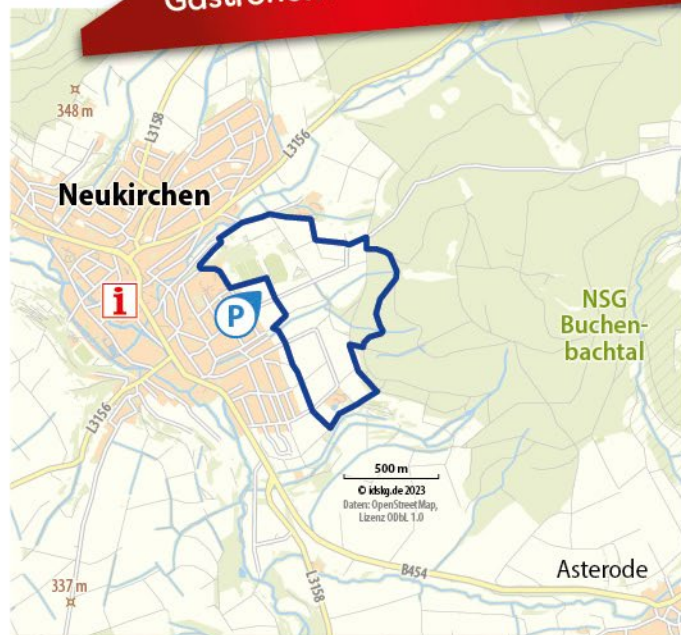 348 m
L3158
L3156
Neukirchen
i
P
NSG
Buchen-
bachtal
L3156
500 m
© idskg.de 2023
Daten: OpenStreetMap,
Lizenz ODbL 1.0
B454
Asterode
337 m
L3158